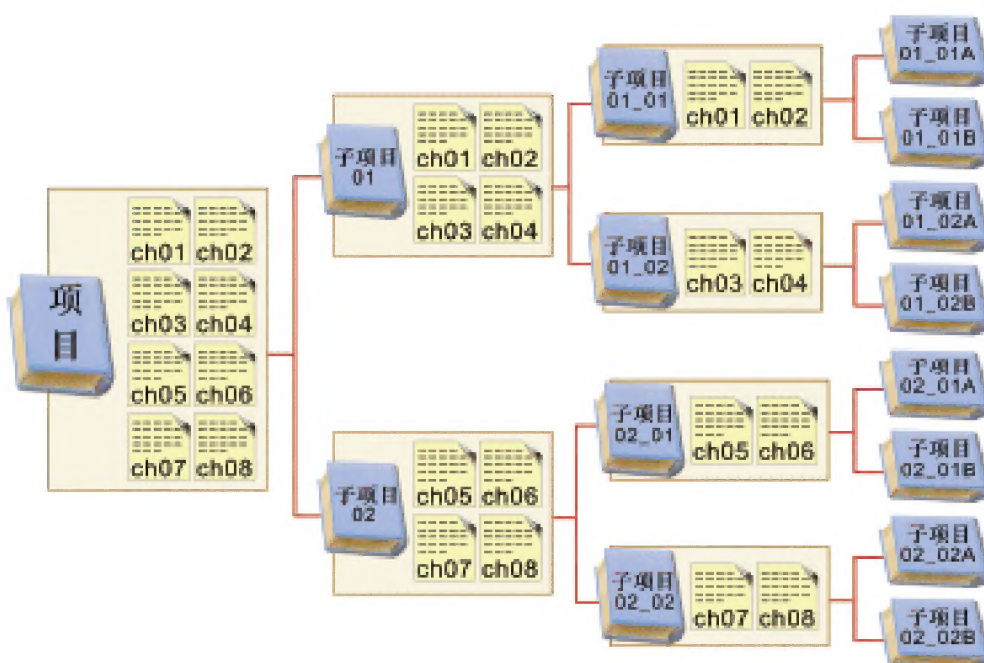 项
目
ch01 ch02
ch03 ch04
ch05 ch06
ch07 ch08
子项目
01
ch01 ch02
ch03 ch04
子项目
02
ch05 ch06
ch07 ch08
子项目
01_01
ch01 ch02
子项目
01_02
ch03 ch04
子项目
02_01
ch05 ch06
子项目
02_02
ch07 ch08
子项目
01_01A
子项目
01_01B
子项目
01_02A
子项目
01_02B
子项目
02_01A
子项目
02_01B
子项目
02_02A
子项目
02_02B